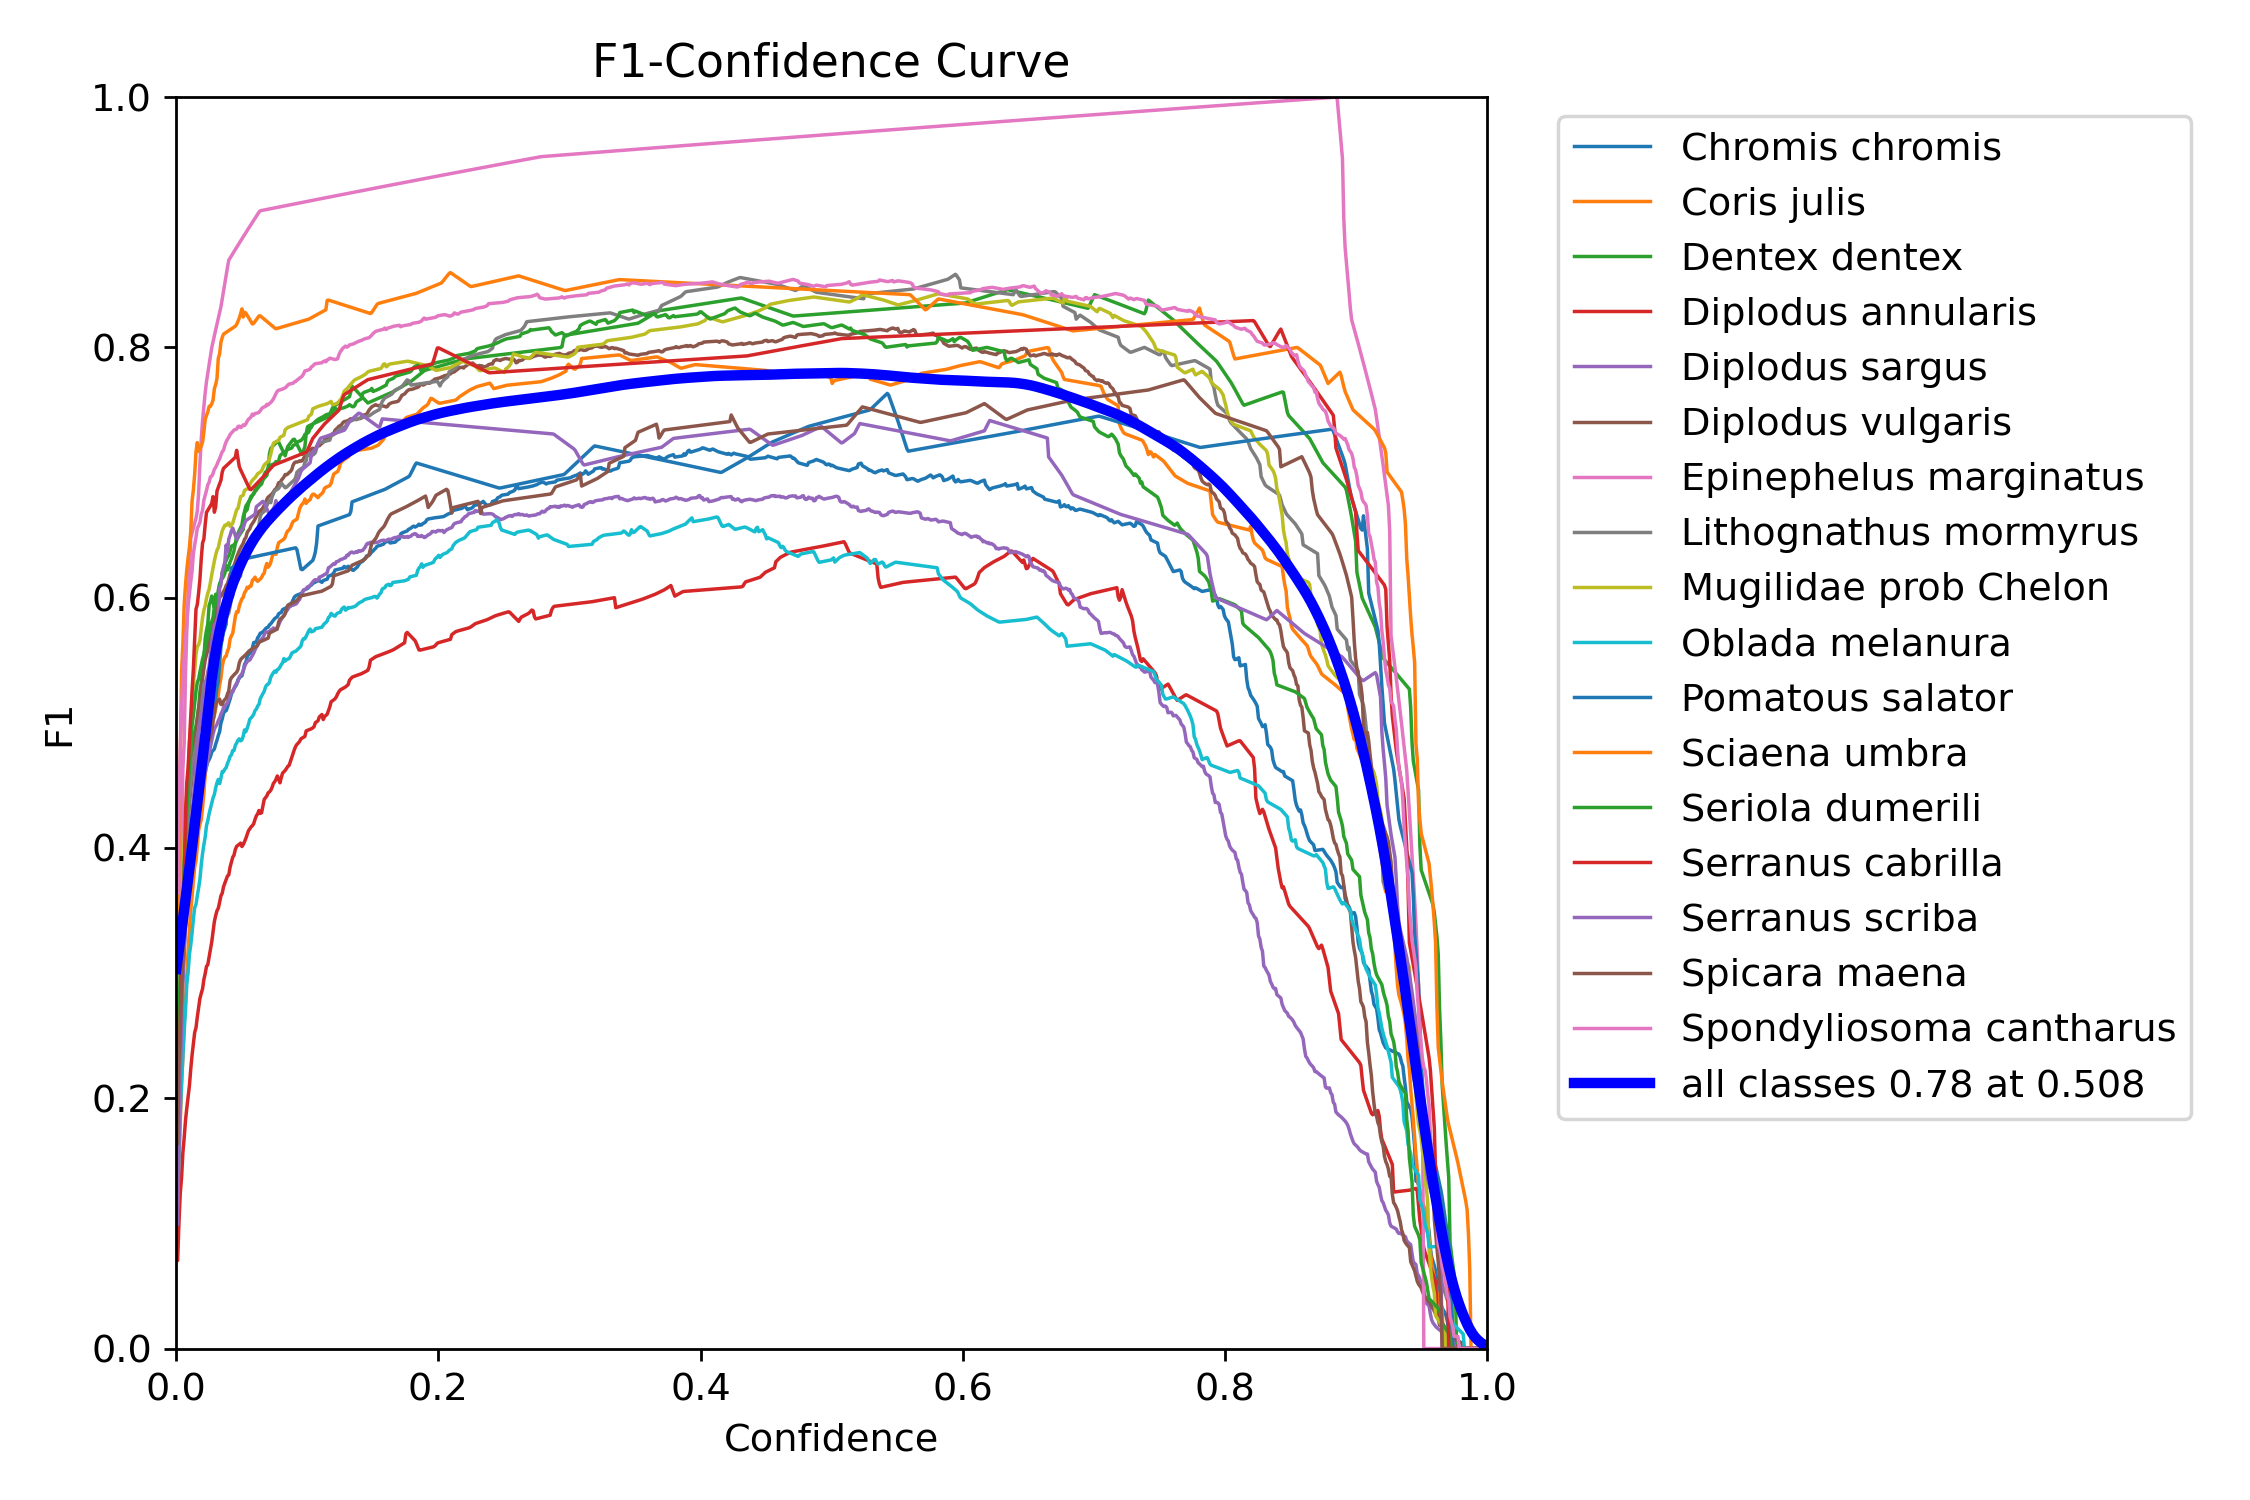 F1-Confidence Curve
1.0
0.8
0.6
0.4
0.2
0.0
F1
0.0 0.2 0.4 0.6 0.8 1.0
Confidence
Chromis chromis
Coris julis
Dentex dentex
Diplodus annularis
Diplodus sargus
Diplodus vulgaris
Epinephelus marginatus
Lithognathus mormyrus
Mugilidae prob Chelon
Oblada melanura
Pomatous salator
Sciaena umbra
Seriola dumerili
Serranus cabrilla
Serranus scriba
Spicara maena
Spondyliosoma cantharus
all classes 0.78 at 0.508